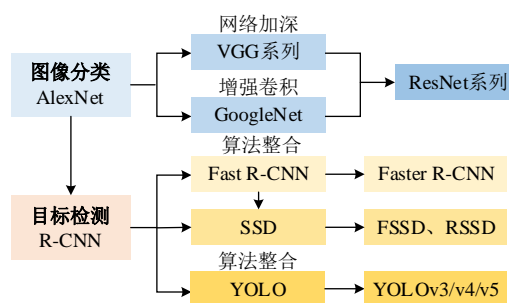 网络加深
VGG系列
图像分类
AlexNet
增强卷积
GoogleNet
ResNet系列
算法整合
Fast R-CNN
Faster R-CNN
目标检测
R-CNN
SSD
FSSD、RSSD
算法整合
YOLO
YOLOv3/v4/v5